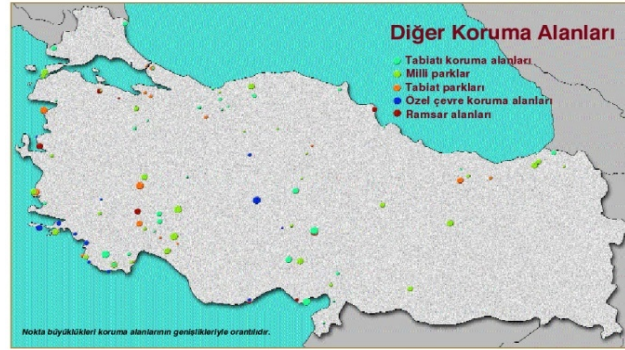 Diğer Koruma Alanları
Tabiatı koruma alanları
Milli parklar
Tabiat parkları
Özel çevre koruma alanları
Ramsar alanları
Nokta büyüklükleri koruma alanlarının genişlikleriyle orantılıdır.